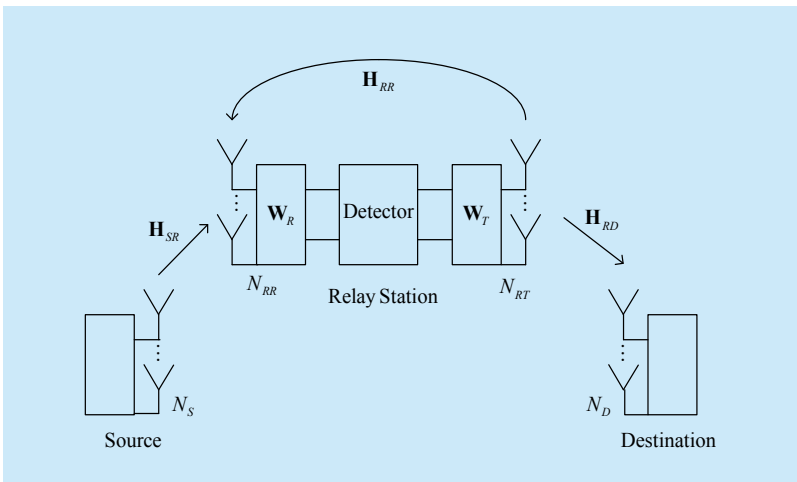 H_RR
W_R
Detector
W_T
H_SR
H_RD
N_RR
Relay Station
N_RT
N_S
N_D
Source
Destination